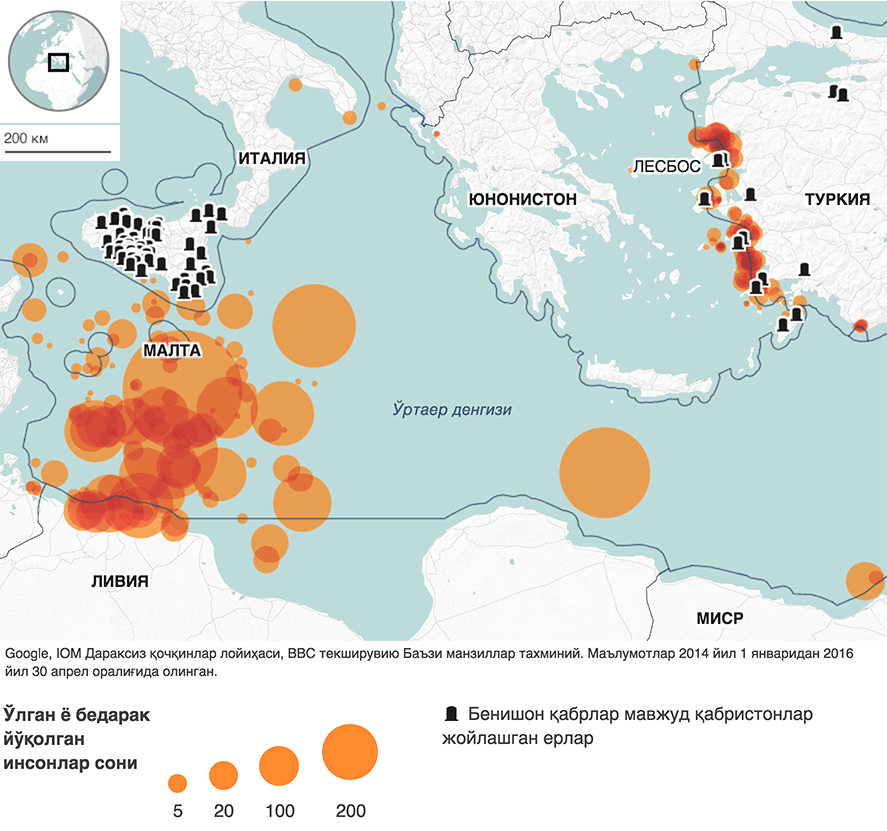 200 км
ИТАЛИЯ
ЛЕСБОС
ЮНОНИСТОН
ТУРКИЯ
МАЛТА
Ўртаер денгизи
ЛИВИЯ
МИСР
Google, IOM Дараксиз қочқинлар лойиҳаси, BBC текширувию Баъзи манзиллар тахминий. Маълумотлар 2014 йил 1 январидан 2016
йил 30 апрел оралиғида олинган.
Ўлган ё бедарак
йўқолган
инсонлар сони
5 20 100 200
Бенишон қабрлар мавжуд қабристонлар
жойлашган ерлар